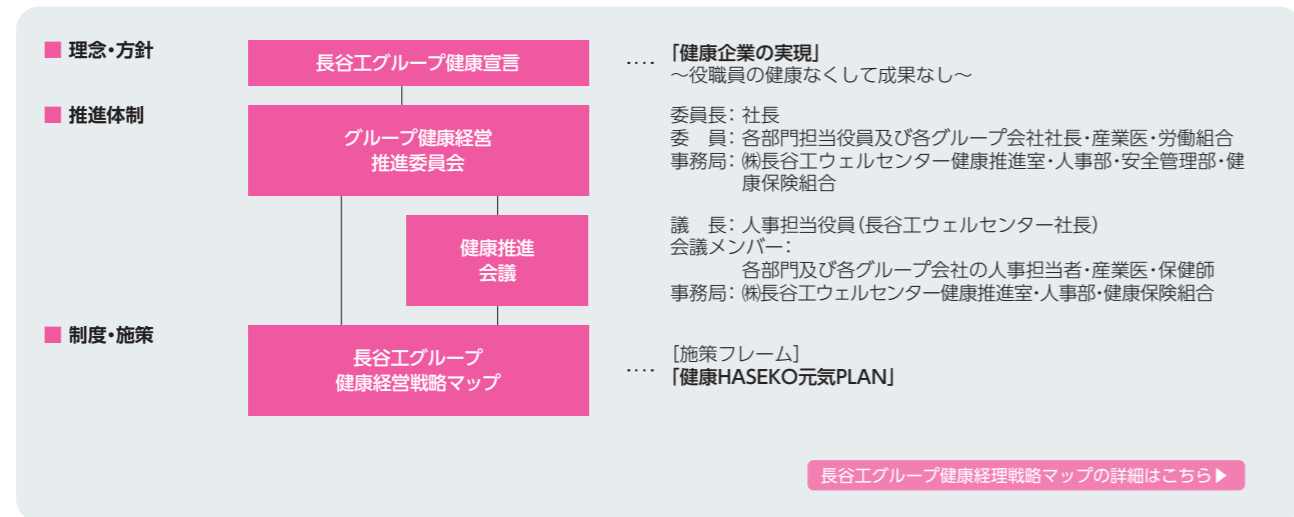 ■ 理念・方針
長谷工グループ健康宣言
‥‥ 「健康企業の実現」
～役職員の健康なくして成果なし～
■ 推進体制
グループ健康経営
推進委員会
委員長：社長
委　員：各部門担当役員及び各グループ会社社長・産業医・労働組合
事務局：㈱長谷工ウェルセンター健康推進室・人事部・安全管理部・健
康保険組合
健康推進
会議
議　長：人事担当役員（長谷工ウェルセンター社長）
会議メンバー：
各部門及び各グループ会社の人事担当者・産業医・保健師
事務局：㈱長谷工ウェルセンター健康推進室・人事部・健康保険組合
■ 制度・施策
長谷工グループ
健康経営戦略マップ
‥‥ ［施策フレーム］
「健康HASEKO元気PLAN」
長谷工グループ健康経理戦略マップの詳細はこちら▶